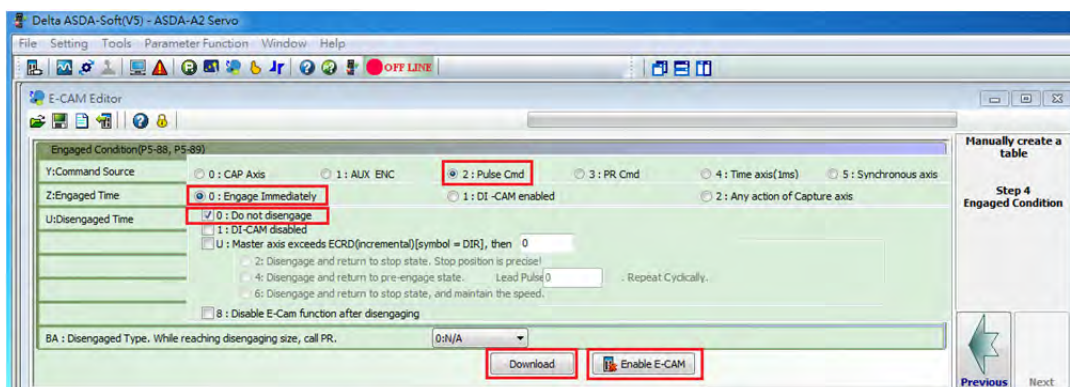 Delta ASDA-Soft(V5) - ASDA-A2 Servo
File Setting Tools Parameter Function Window Help
OFF LINE
E-CAM Editor
Engaged Condition(P5-88, P5-89)
Y:Command Source 0 : CAP Axis 1 : AUX ENC 2 : Pulse Cmd 3 : PR Cmd 4 : Time axis(1ms) 5 : Synchronous axis
Z:Engaged Time 0 : Engage Immediately 1 : DI -CAM enabled 2 : Any action of Capture axis
U:Disengaged Time 0 : Do not disengage
1 : DI-CAM disabled
U : Master axis exceeds ECRD(incremental)[symbol = DIR], then 0
2: Disengage and return to stop state. Stop position is precise!
4: Disengage and return to pre-engage state. Lead Pulse 0 . Repeat Cyclically.
6: Disengage and return to stop state, and maintain the speed.
8 : Disable E-Cam function after disengaging
BA : Disengaged Type. While reaching disengaging size, call PR. 0:N/A
Download Enable E-CAM
Manually create a
table
Step 4
Engaged Condition
Previous Next